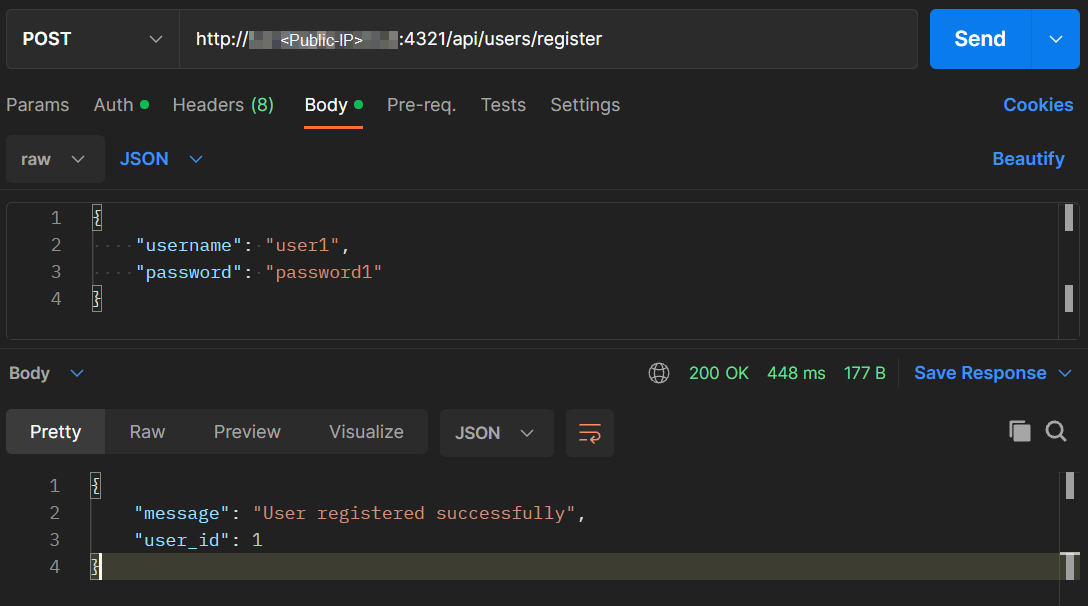 POST http://<Public-IP>:4321/api/users/register Send
Params Auth Headers (8) Body Pre-req. Tests Settings Cookies
raw JSON Beautify
1 {
2 ····"username":·"user1",
3 ····"password":·"password1"
4 }
Body 200 OK 448 ms 177 B Save Response
Pretty Raw Preview Visualize JSON
1 {
2 "message": "User registered successfully",
3 "user_id": 1
4 }